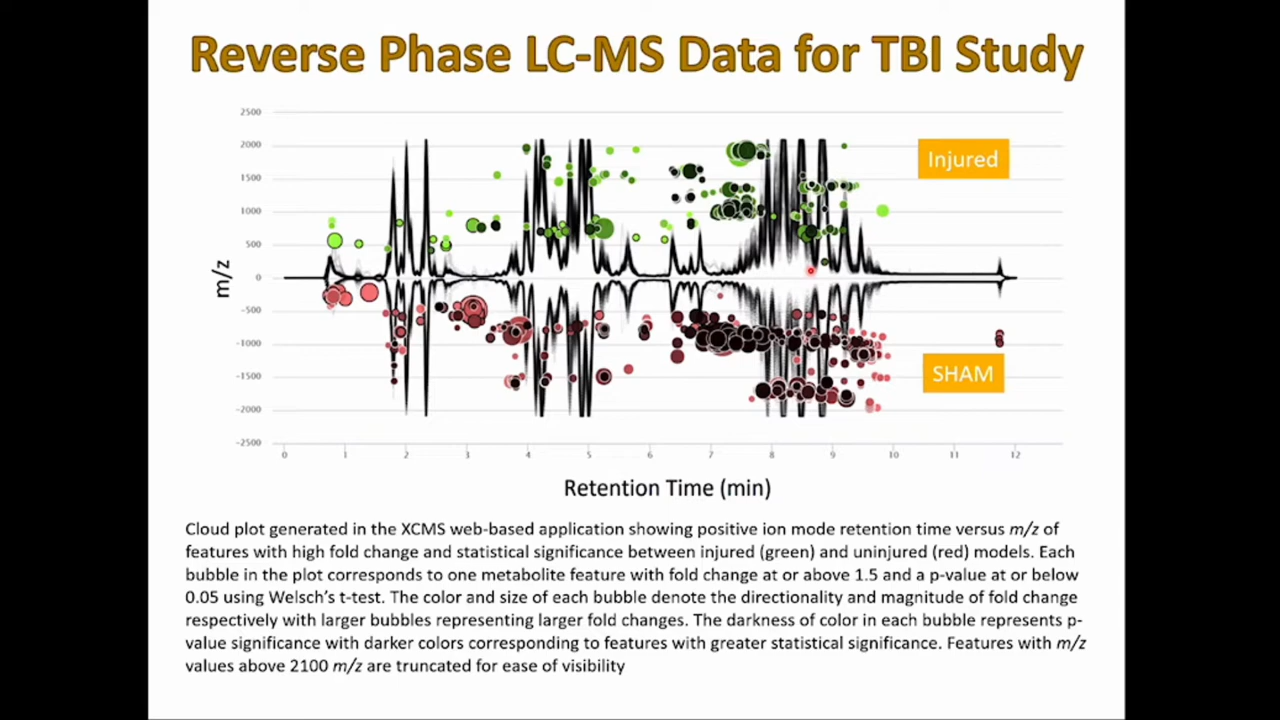 Reverse Phase LC-MS Data for TBI Study
2500
2000
1500
1000
500
0
-500
-1000
-1500
-2000
-2500
m/z
Injured
SHAM
0 1 2 3 4 5 6 7 8 9 10 11 12
Retention Time (min)
Cloud plot generated in the XCMS web-based application showing positive ion mode retention time versus m/z of
features with high fold change and statistical significance between injured (green) and uninjured (red) models. Each
bubble in the plot corresponds to one metabolite feature with fold change at or above 1.5 and a p-value at or below
0.05 using Welsch's t-test. The color and size of each bubble denote the directionality and magnitude of fold change
respectively with larger bubbles representing larger fold changes. The darkness of color in each bubble represents p-
value significance with darker colors corresponding to features with greater statistical significance. Features with m/z
values above 2100 m/z are truncated for ease of visibility